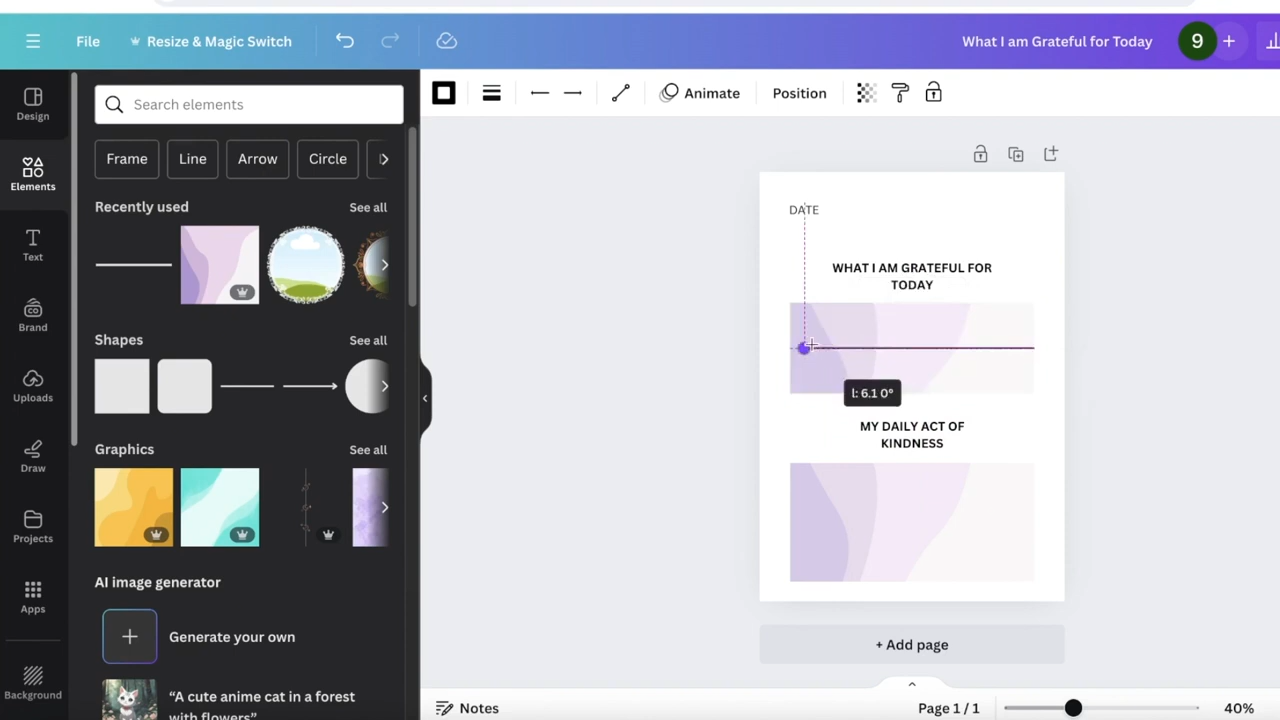 File
Resize & Magic Switch
What I am Grateful for Today
9
Design
Elements
Text
Brand
Uploads
Draw
Projects
Apps
Background
Search elements
Frame
Line
Arrow
Circle
Recently used
See all
Shapes
See all
Graphics
See all
AI image generator
Generate your own
“A cute anime cat in a forest
with flowers”
Animate
Position
DATE
WHAT I AM GRATEFUL FOR
TODAY
l: 6.1 0°
MY DAILY ACT OF
KINDNESS
+ Add page
Notes
Page 1 / 1
40%